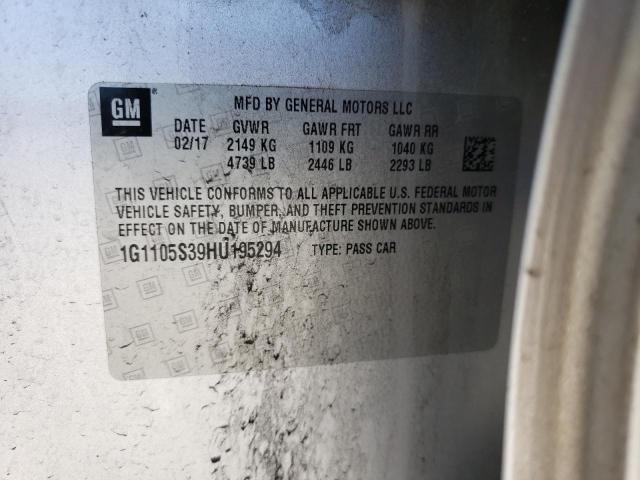 GM ® MFD BY GENERAL MOTORS LLC
DATE GVWR GAWR FRT GAWR RR
02/17 2149 KG 1109 KG 1040 KG
4739 LB 2446 LB 2293 LB
THIS VEHICLE CONFORMS TO ALL APPLICABLE U.S. FEDERAL MOTOR
VEHICLE SAFETY, BUMPER, AND THEFT PREVENTION STANDARDS IN
EFFECT ON THE DATE OF MANUFACTURE SHOWN ABOVE.
1G1105S39HU195294 TYPE: PASS CAR